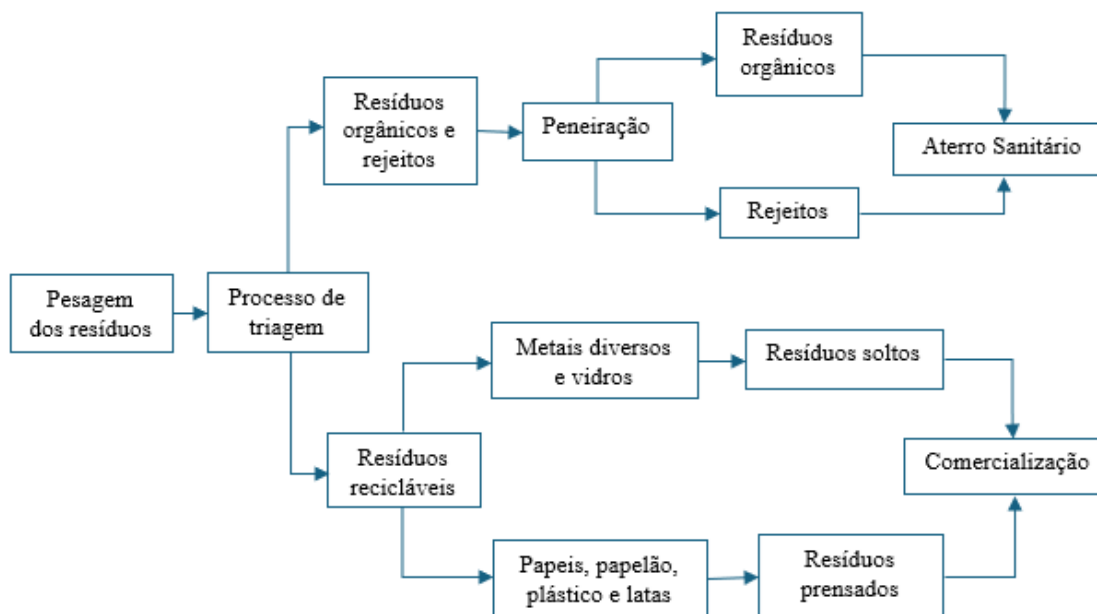 Pesagem
dos resíduos
Processo de
triagem
Resíduos
orgânicos e
rejeitos
Peneiração
Resíduos
orgânicos
Rejeitos
Aterro Sanitário
Resíduos
recicláveis
Metais diversos
e vidros
Resíduos soltos
Papeis, papelão,
plástico e latas
Resíduos
prensados
Comercialização